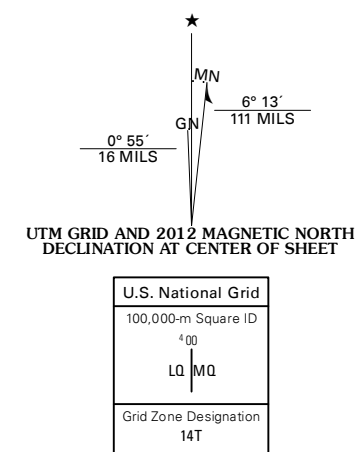 ★
MN
GN
6° 13´
111 MILS
0° 55´
16 MILS
UTM GRID AND 2012 MAGNETIC NORTH
DECLINATION AT CENTER OF SHEET
U.S. National Grid
100,000-m Square ID
⁴00
LQ MQ
Grid Zone Designation
14T